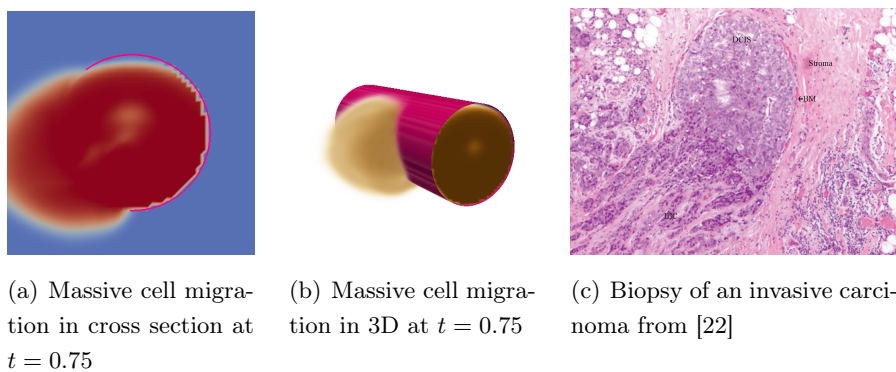 DCIS
Stroma
BM
IDC
(a) Massive cell migra-
tion in cross section at
t = 0.75
(b) Massive cell migra-
tion in 3D at t = 0.75
(c) Biopsy of an invasive carci-
noma from [22]